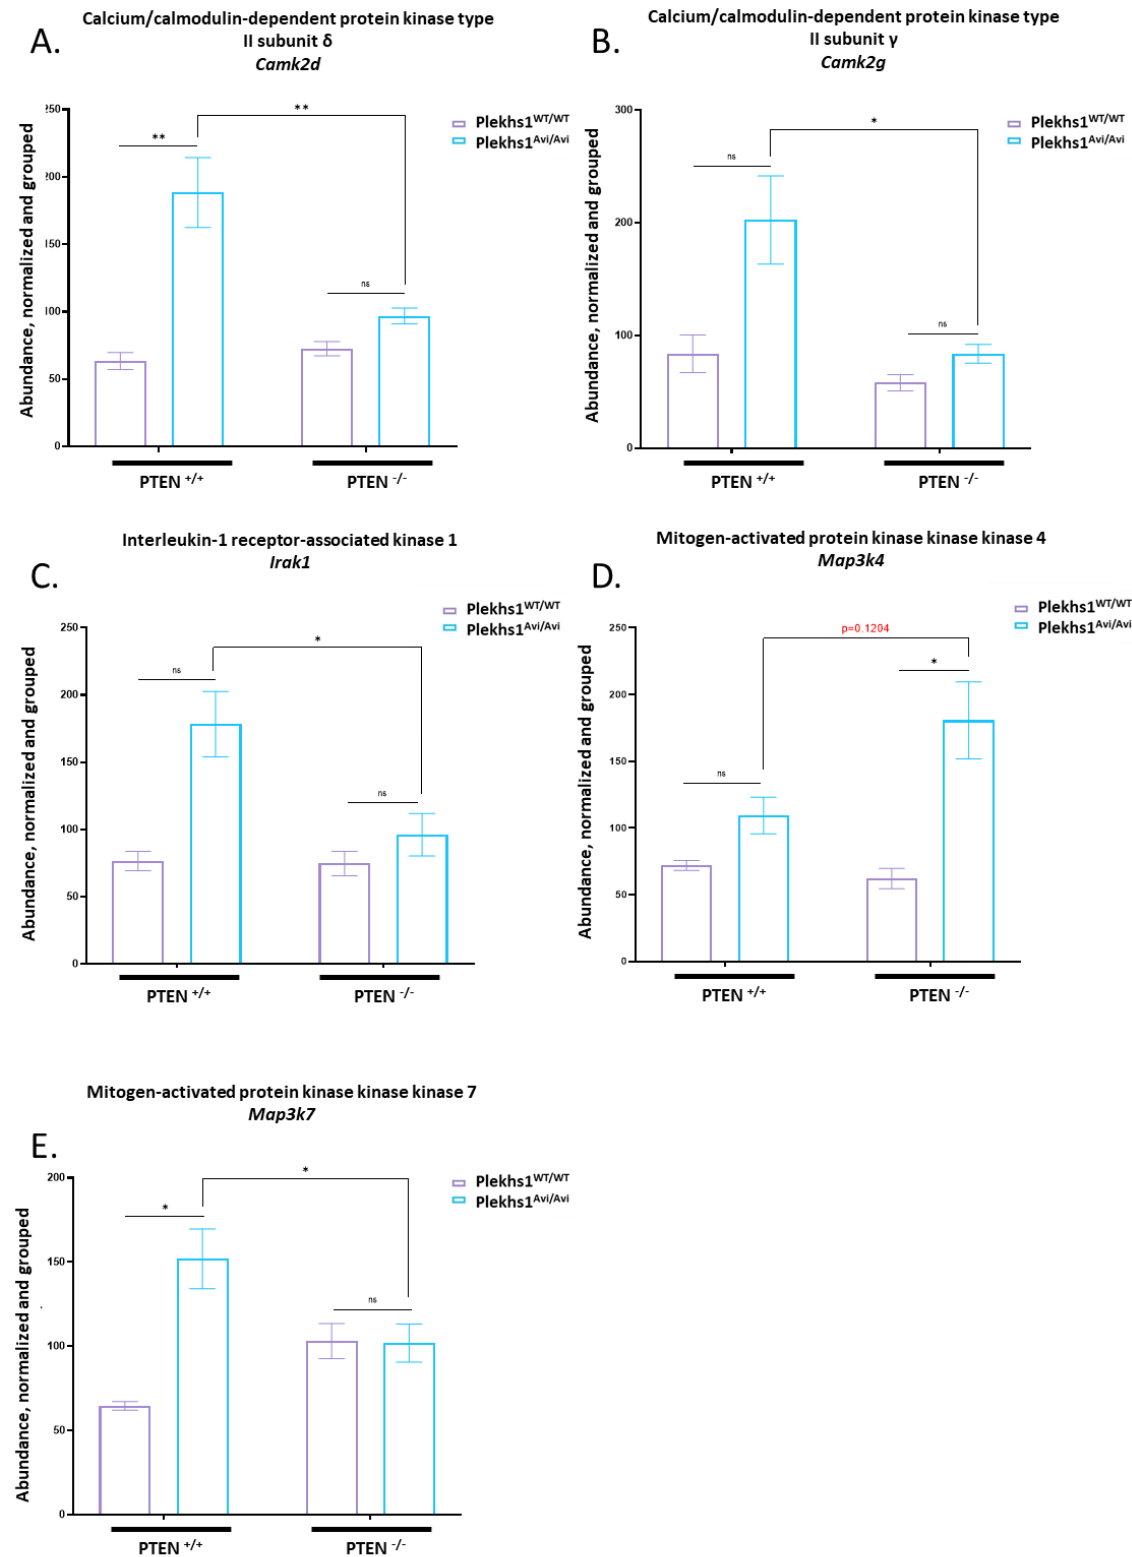 Calcium/calmodulin-dependent protein kinase type
II subunit δ
Camk2d
A.
Plekhs1WT/WT
Plekhs1Avi/Avi
Abundance, normalized and grouped
250
200
150
100
50
0
**
**
ns
PTEN +/+
PTEN -/-
Calcium/calmodulin-dependent protein kinase type
II subunit γ
Camk2g
B.
Plekhs1WT/WT
Plekhs1Avi/Avi
Abundance, normalized and grouped
300
200
100
0
ns
*
ns
PTEN +/+
PTEN -/-
Interleukin-1 receptor-associated kinase 1
Irak1
C.
Plekhs1WT/WT
Plekhs1Avi/Avi
Abundance, normalized and grouped
250
200
150
100
50
0
ns
*
ns
PTEN +/+
PTEN -/-
Mitogen-activated protein kinase kinase kinase 4
Map3k4
D.
Plekhs1WT/WT
Plekhs1Avi/Avi
Abundance, normalized and grouped
250
200
150
100
50
0
p=0.1204
ns
*
PTEN +/+
PTEN -/-
Mitogen-activated protein kinase kinase kinase 7
Map3k7
E.
Plekhs1WT/WT
Plekhs1Avi/Avi
Abundance, normalized and grouped
200
150
100
50
0
*
*
ns
PTEN +/+
PTEN -/-